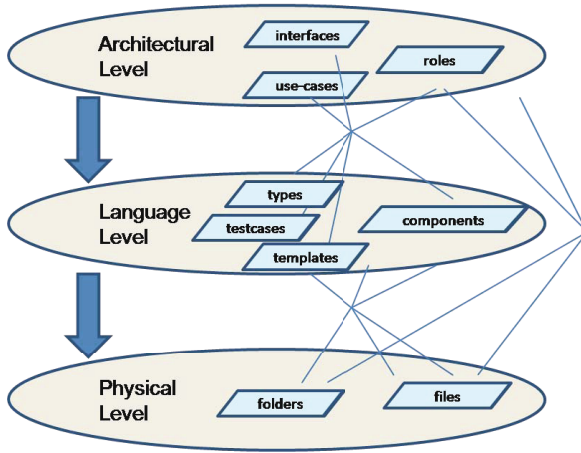 Architectural
Level
interfaces
roles
use-cases
Language
Level
types
testcases
components
templates
Physical
Level
folders
files